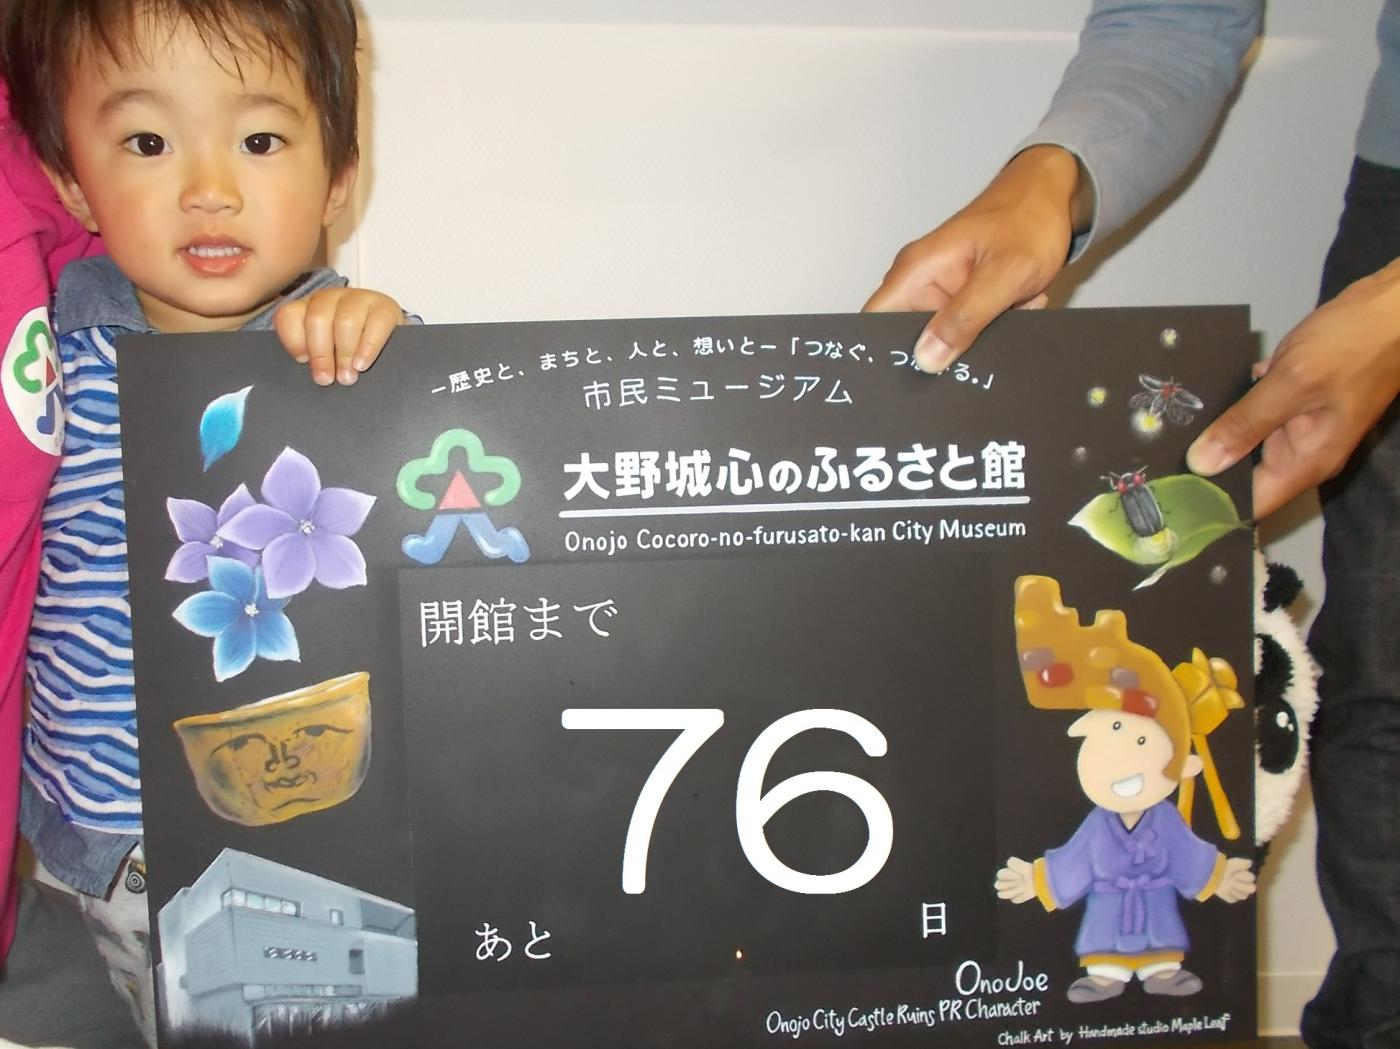 ―歴史と、まちと、人と、想いと―「つなぐ、つ
る。」
市民ミュージアム
大野城心のふるさと館
Onojo Cocoro-no-furusato-kan City Museum
開館まで
76
あと
日
OnoJoe
Onojo City Castle Ruins PR Character
Chalk Art by Handmade studio Maple Leaf